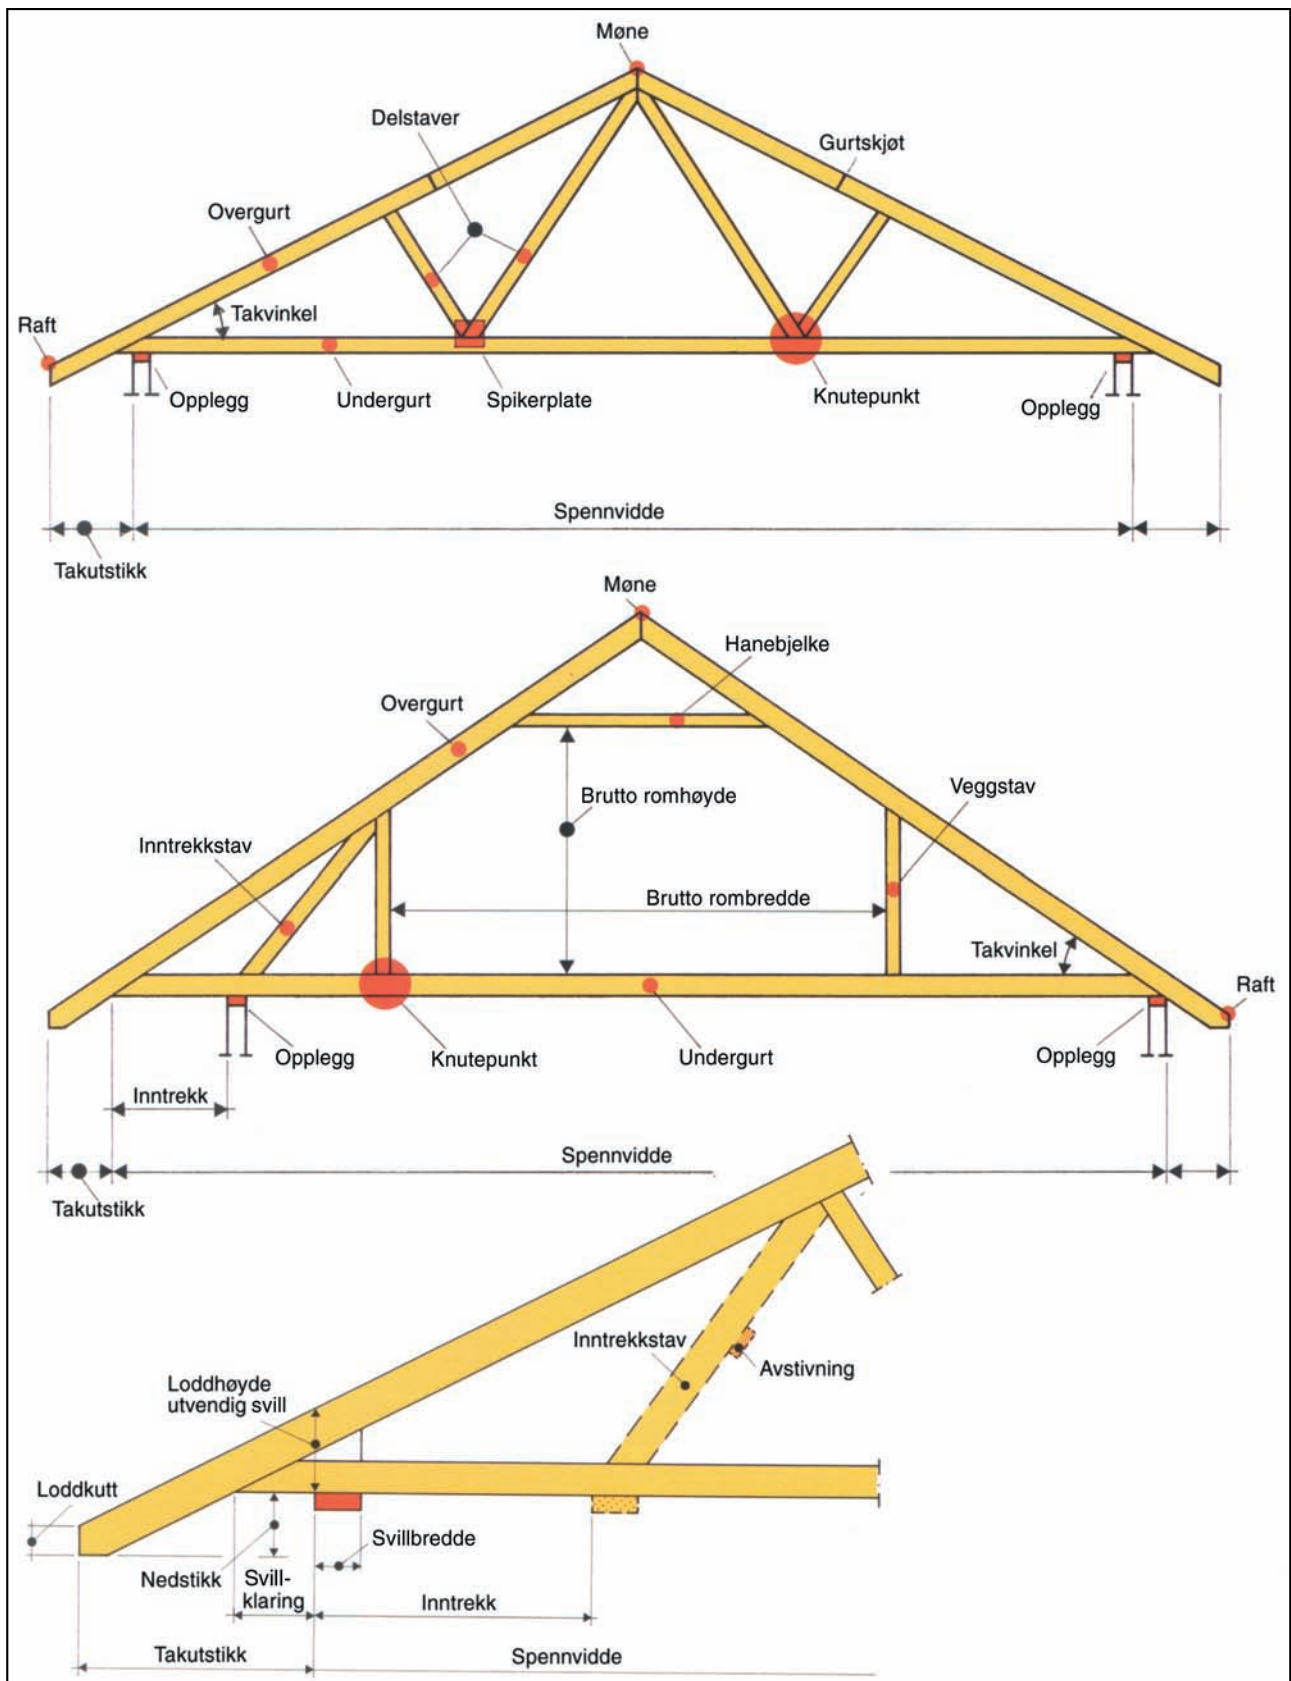 Møne
Delstaver
Gurtskjøt
Overgurt
Takvinkel
Raft
Opplegg
Undergurt
Spikerplate
Knutepunkt
Opplegg
Spennvidde
Takutstikk
Møne
Hanebjelke
Overgurt
Veggstav
Brutto romhøyde
Inntrekkstav
Brutto rombredde
Takvinkel
Raft
Opplegg
Knutepunkt
Undergurt
Opplegg
Inntrekk
Spennvidde
Takutstikk
Inntrekkstav
Avstivning
Loddhøyde
utvendig svill
Loddkutt
Svillbredde
Nedstikk
Svill-
klaring
Inntrekk
Takutstikk
Spennvidde